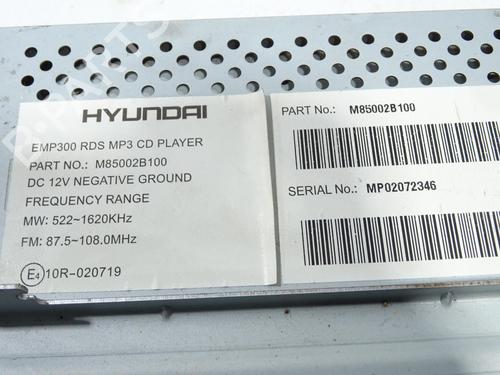 HYUNDAI
EMP300 RDS MP3 CD PLAYER
PART NO.: M85002B100
DC 12V NEGATIVE GROUND
FREQUENCY RANGE
MW: 522~1620KHz
FM: 87.5~108.0MHz
E4 10R-020719
PART No.: M85002B100
SERIAL No.: MP02072346